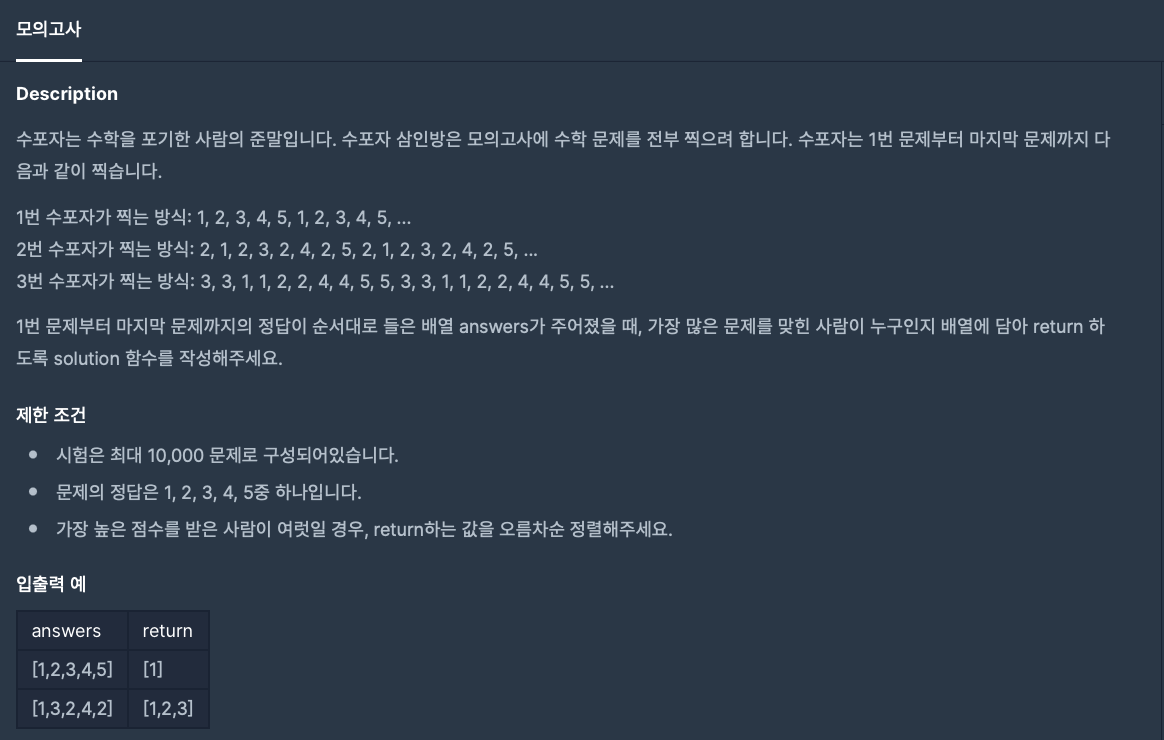 모의고사
Description
수포자는 수학을 포기한 사람의 준말입니다. 수포자 삼인방은 모의고사에 수학 문제를 전부 찍으려 합니다. 수포자는 1번 문제부터 마지막 문제까지 다
음과 같이 찍습니다.
1번 수포자가 찍는 방식: 1, 2, 3, 4, 5, 1, 2, 3, 4, 5, ...
2번 수포자가 찍는 방식: 2, 1, 2, 3, 2, 4, 2, 5, 2, 1, 2, 3, 2, 4, 2, 5, ...
3번 수포자가 찍는 방식: 3, 3, 1, 1, 2, 2, 4, 4, 5, 5, 3, 3, 1, 1, 2, 2, 4, 4, 5, 5, ...
1번 문제부터 마지막 문제까지의 정답이 순서대로 들은 배열 answers가 주어졌을 때, 가장 많은 문제를 맞힌 사람이 누구인지 배열에 담아 return 하
도록 solution 함수를 작성해주세요.
제한 조건
• 시험은 최대 10,000 문제로 구성되어있습니다.
• 문제의 정답은 1, 2, 3, 4, 5중 하나입니다.
• 가장 높은 점수를 받은 사람이 여럿일 경우, return하는 값을 오름차순 정렬해주세요.
입출력 예
answers return
[1,2,3,4,5] [1]
[1,3,2,4,2] [1,2,3]